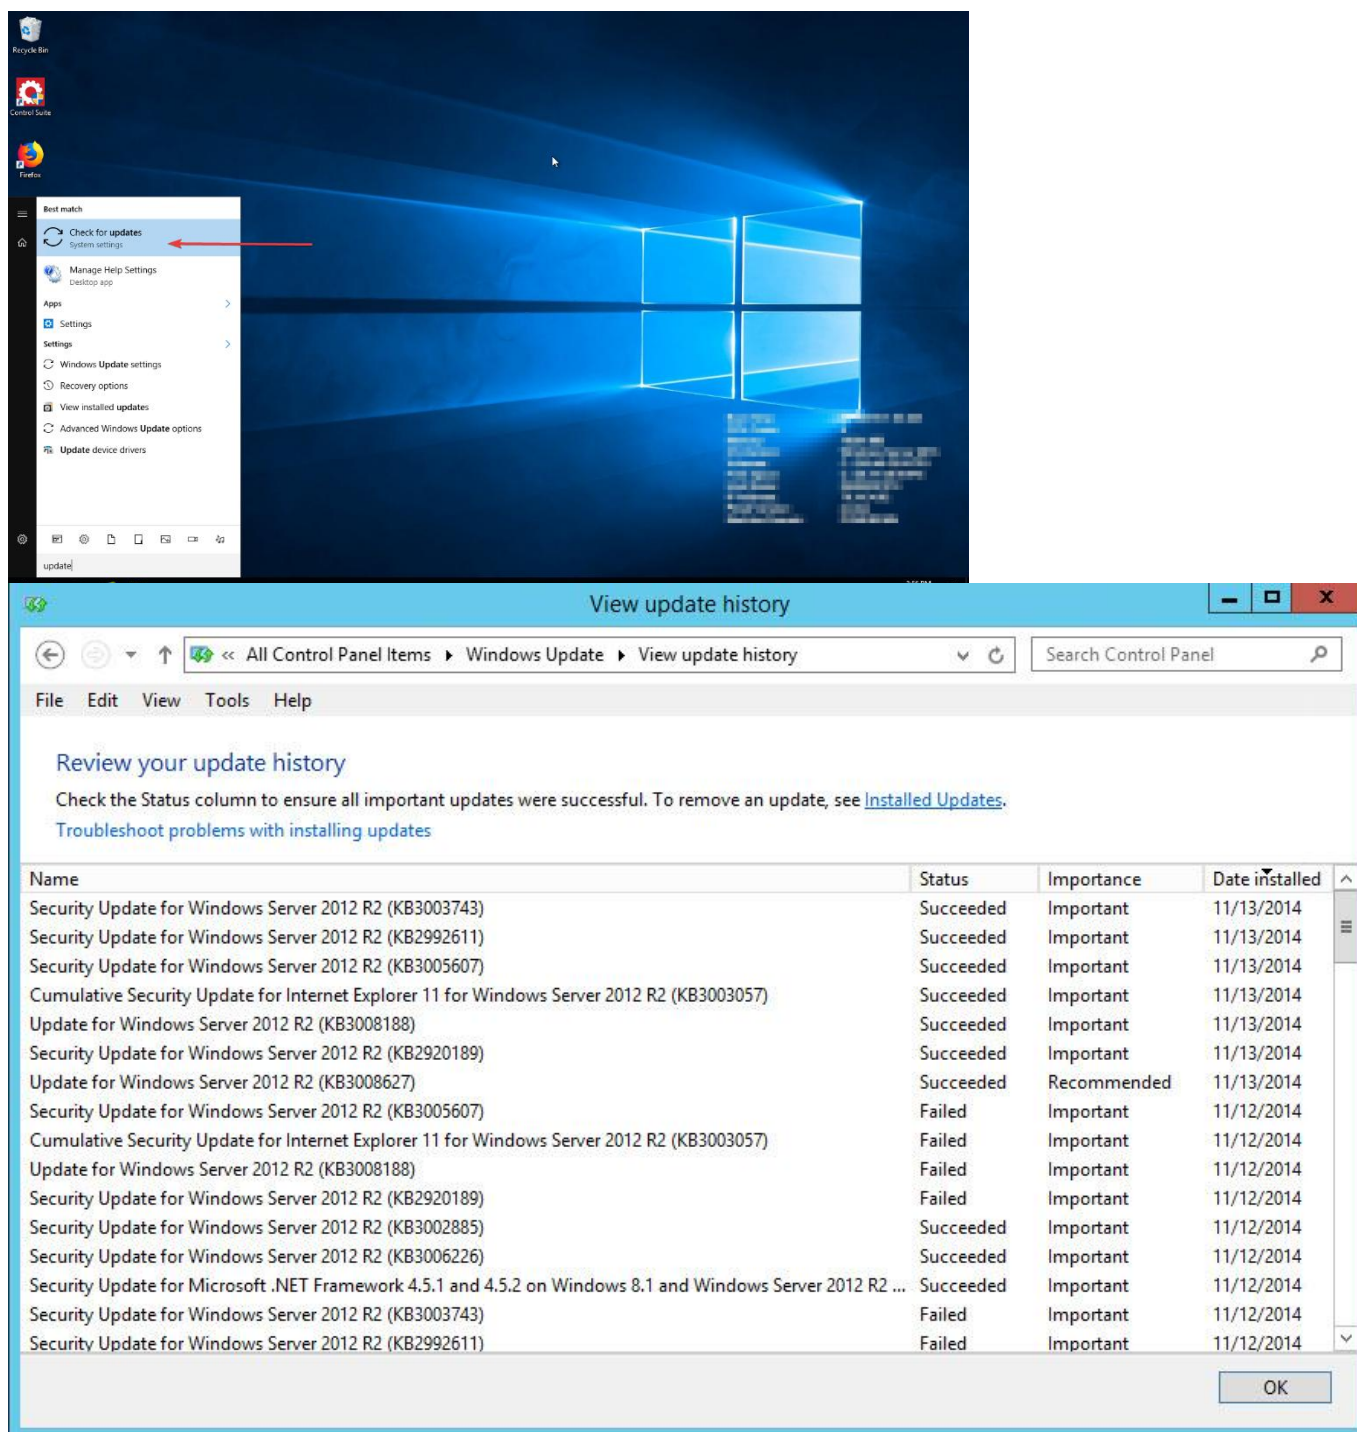 Recycle Bin
Control Suite
Firefox
Best match
Check for updates
System settings
Manage Help Settings
Desktop app
Apps
Settings
Settings
Windows Update settings
Recovery options
View installed updates
Advanced Windows Update options
Update device drivers
update
View update history
« All Control Panel Items Windows Update View update history
Search Control Panel
File Edit View Tools Help
Review your update history
Check the Status column to ensure all important updates were successful. To remove an update, see Installed Updates.
Troubleshoot problems with installing updates
Name Status Importance Date installed
Security Update for Windows Server 2012 R2 (KB3003743) Succeeded Important 11/13/2014
Security Update for Windows Server 2012 R2 (KB2992611) Succeeded Important 11/13/2014
Security Update for Windows Server 2012 R2 (KB3005607) Succeeded Important 11/13/2014
Cumulative Security Update for Internet Explorer 11 for Windows Server 2012 R2 (KB3003057) Succeeded Important 11/13/2014
Update for Windows Server 2012 R2 (KB3008188) Succeeded Important 11/13/2014
Security Update for Windows Server 2012 R2 (KB2920189) Succeeded Important 11/13/2014
Update for Windows Server 2012 R2 (KB3008627) Succeeded Recommended 11/13/2014
Security Update for Windows Server 2012 R2 (KB3005607) Failed Important 11/12/2014
Cumulative Security Update for Internet Explorer 11 for Windows Server 2012 R2 (KB3003057) Failed Important 11/12/2014
Update for Windows Server 2012 R2 (KB3008188) Failed Important 11/12/2014
Security Update for Windows Server 2012 R2 (KB2920189) Failed Important 11/12/2014
Security Update for Windows Server 2012 R2 (KB3002885) Succeeded Important 11/12/2014
Security Update for Windows Server 2012 R2 (KB3006226) Succeeded Important 11/12/2014
Security Update for Microsoft .NET Framework 4.5.1 and 4.5.2 on Windows 8.1 and Windows Server 2012 R2 ... Succeeded Important 11/12/2014
Security Update for Windows Server 2012 R2 (KB3003743) Failed Important 11/12/2014
Security Update for Windows Server 2012 R2 (KB2992611) Failed Important 11/12/2014
OK